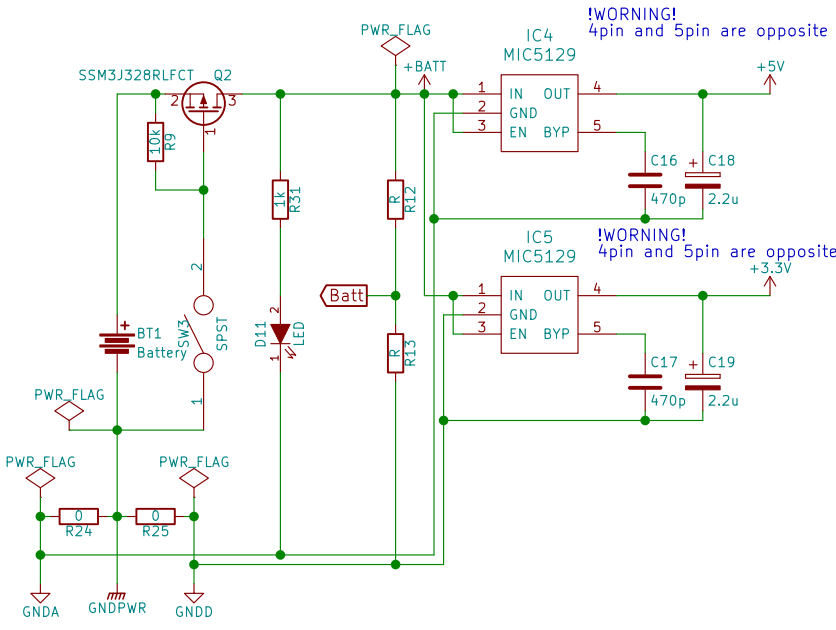 !WORNING!
4pin and 5pin are opposite
PWR_FLAG
IC4
MIC5129
+BATT
+5V
SSM3J328RLFCT
Q2
2
3
1
1
IN
OUT
4
2
GND
3
EN
BYP
5
10k
R9
C16
470p
C18
2.2u
1k
R31
R
R12
!WORNING!
4pin and 5pin are opposite
IC5
MIC5129
+3.3V
2
Batt
1
IN
OUT
4
2
GND
3
EN
BYP
5
BT1
Battery
SW3
SPST
2
D11
LED
1
R
R13
C17
470p
C19
2.2u
PWR_FLAG
1
PWR_FLAG
PWR_FLAG
0
R24
0
R25
GNDA
GNDPWR
GNDD